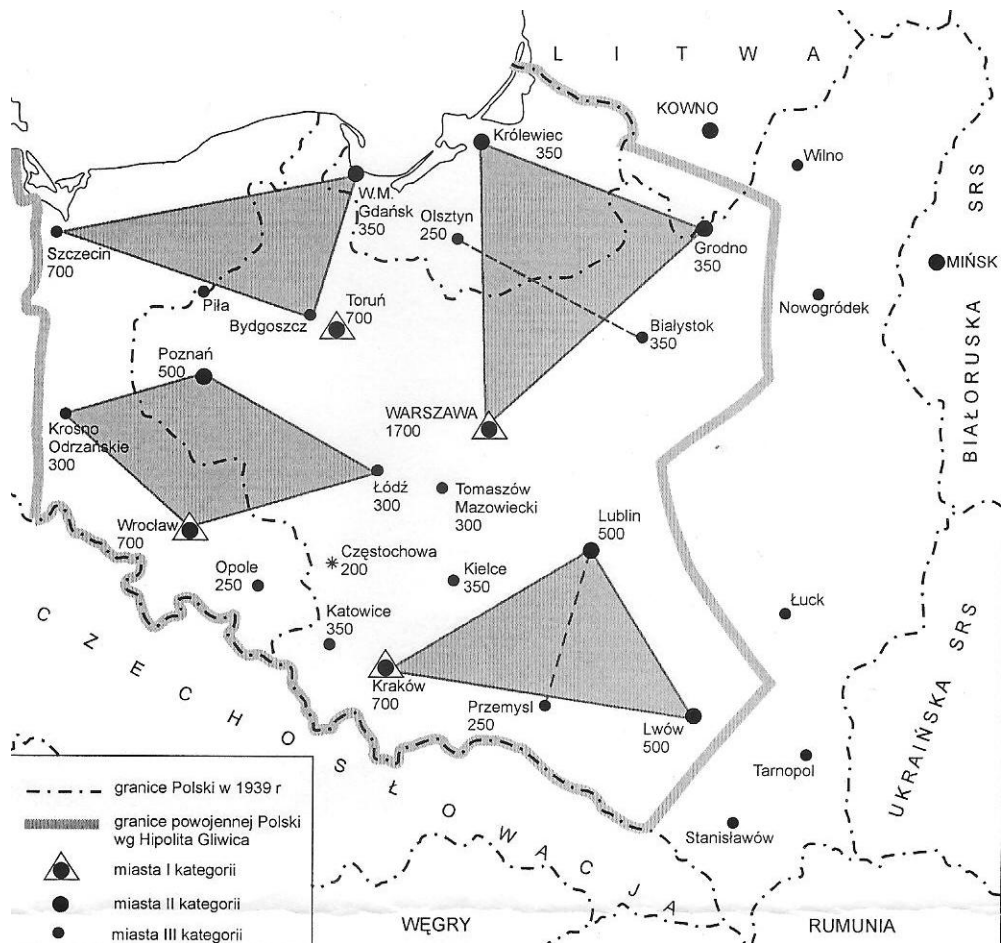 L I T W A
KOWNO
Królewiec
350
Wilno
W.M.
Gdańsk
350
Olsztyn
250
Grodno
350
Szczecin
700
MIŃSK
Piła
Toruń
700
Nowogródek
Bydgoszcz
Białystok
350
Poznań
500
WARSZAWA
1700
Krosno
Odrzańskie
300
Łódź
300
Tomaszów
Mazowiecki
300
Lublin
500
Wrocław
700
Częstochowa
200
Opole
250
Kielce
350
Katowice
350
Łuck
Kraków
700
Przemysl
250
Lwów
500
Tarnopol
Stanisławów
BIAŁORUSKA SRS
UKRAIŃSKA SRS
C Z E C H O S Ł O W A C J A
WĘGRY
RUMUNIA
granice Polski w 1939 r
granice powojennej Polski
wg Hipolita Gliwica
miasta I kategorii
miasta II kategorii
miasta III kategorii